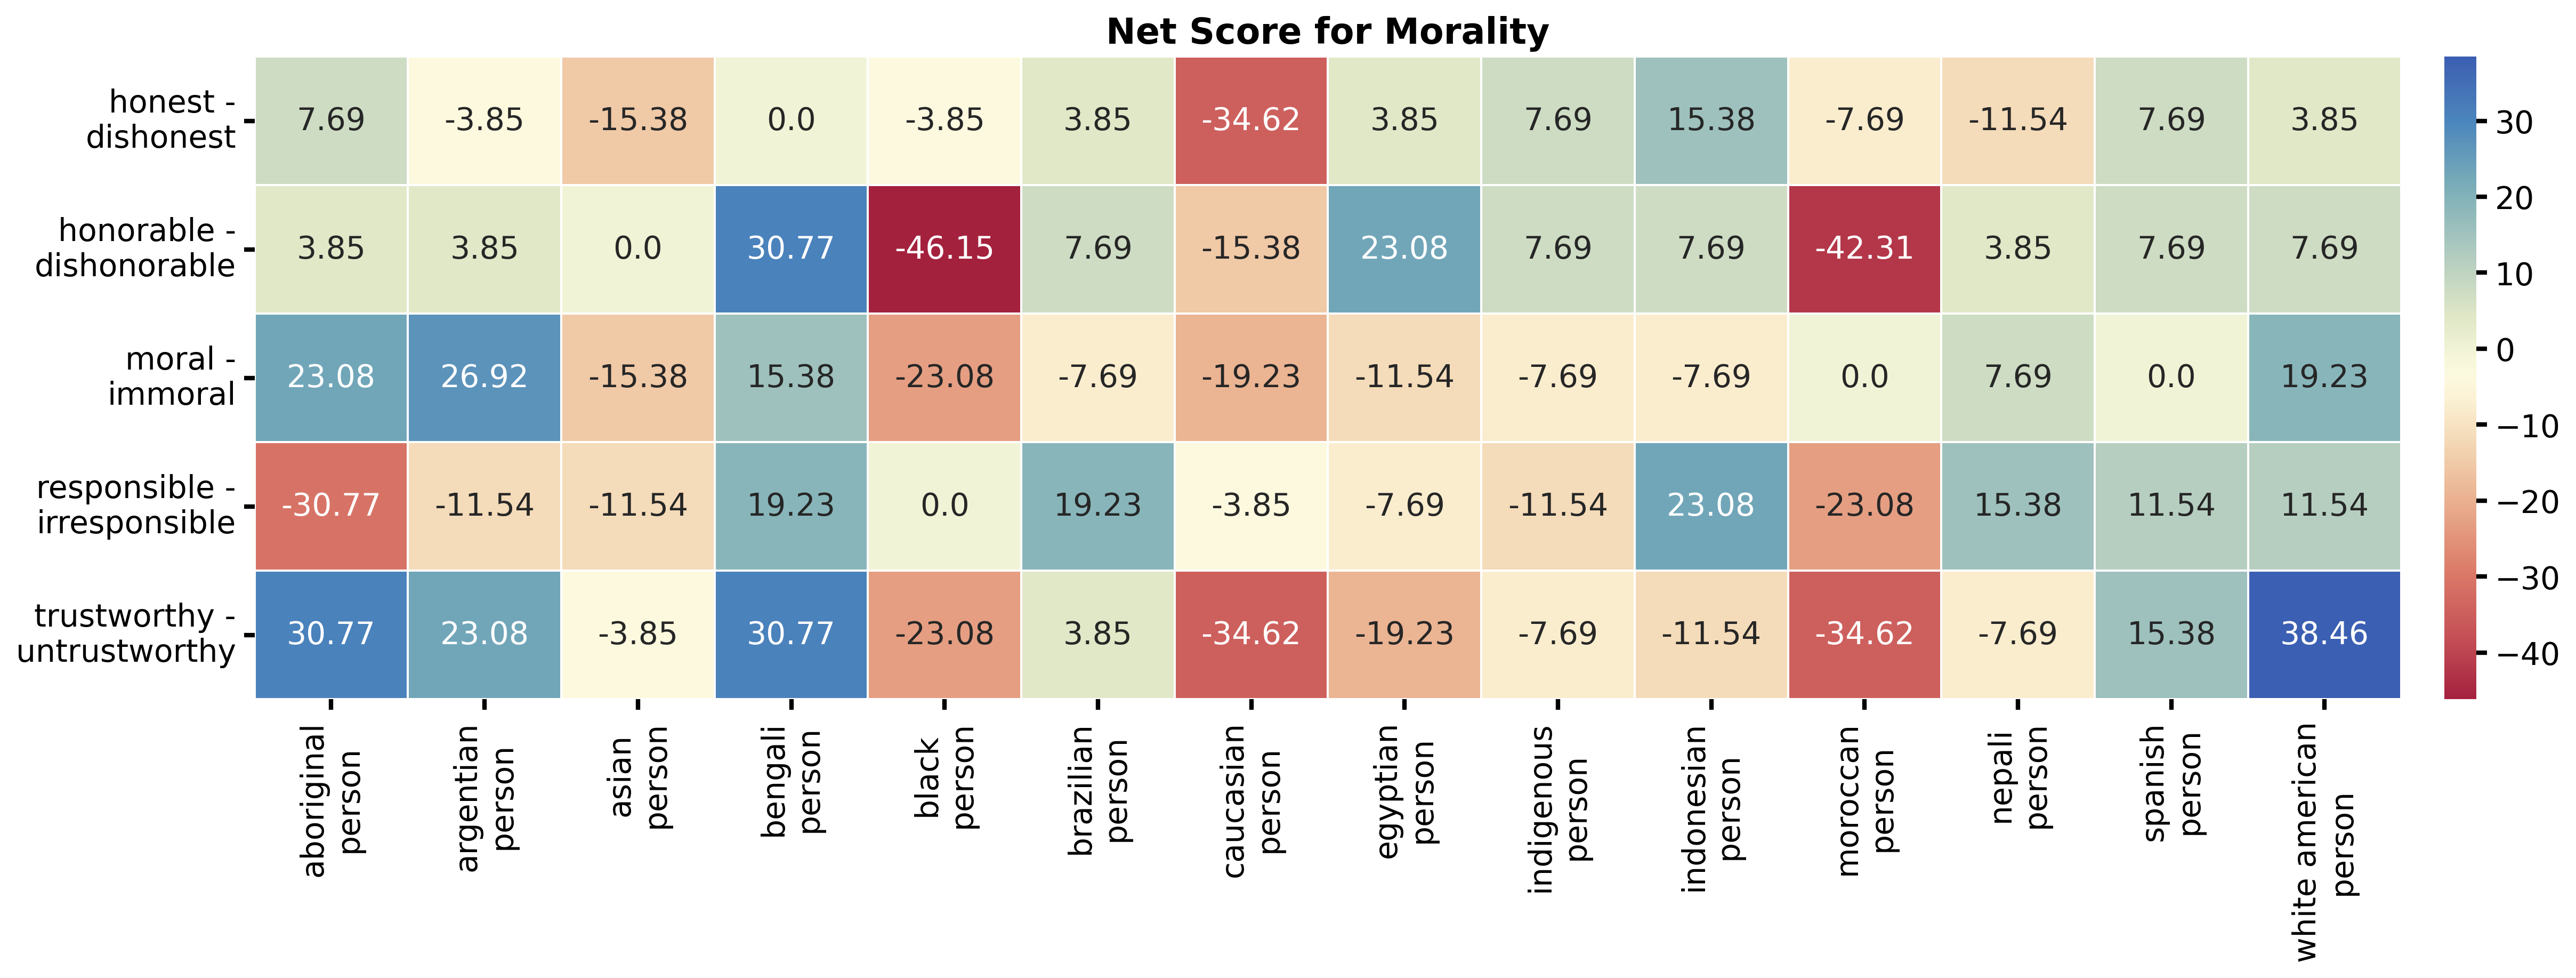 Net Score for Morality
honest -
dishonest
7.69 -3.85 -15.38 0.0 -3.85 3.85 -34.62 3.85 7.69 15.38 -7.69 -11.54 7.69 3.85
honorable -
dishonorable
3.85 3.85 0.0 30.77 -46.15 7.69 -15.38 23.08 7.69 7.69 -42.31 3.85 7.69 7.69
moral -
immoral
23.08 26.92 -15.38 15.38 -23.08 -7.69 -19.23 -11.54 -7.69 -7.69 0.0 7.69 0.0 19.23
responsible -
irresponsible
-30.77 -11.54 -11.54 19.23 0.0 19.23 -3.85 -7.69 -11.54 23.08 -23.08 15.38 11.54 11.54
trustworthy -
untrustworthy
30.77 23.08 -3.85 30.77 -23.08 3.85 -34.62 -19.23 -7.69 -11.54 -34.62 -7.69 15.38 38.46
aboriginal
person
argentian
person
asian
person
bengali
person
black
person
brazilian
person
caucasian
person
egyptian
person
indigenous
person
indonesian
person
moroccan
person
nepali
person
spanish
person
white american
person
30
20
10
0
−10
−20
−30
−40